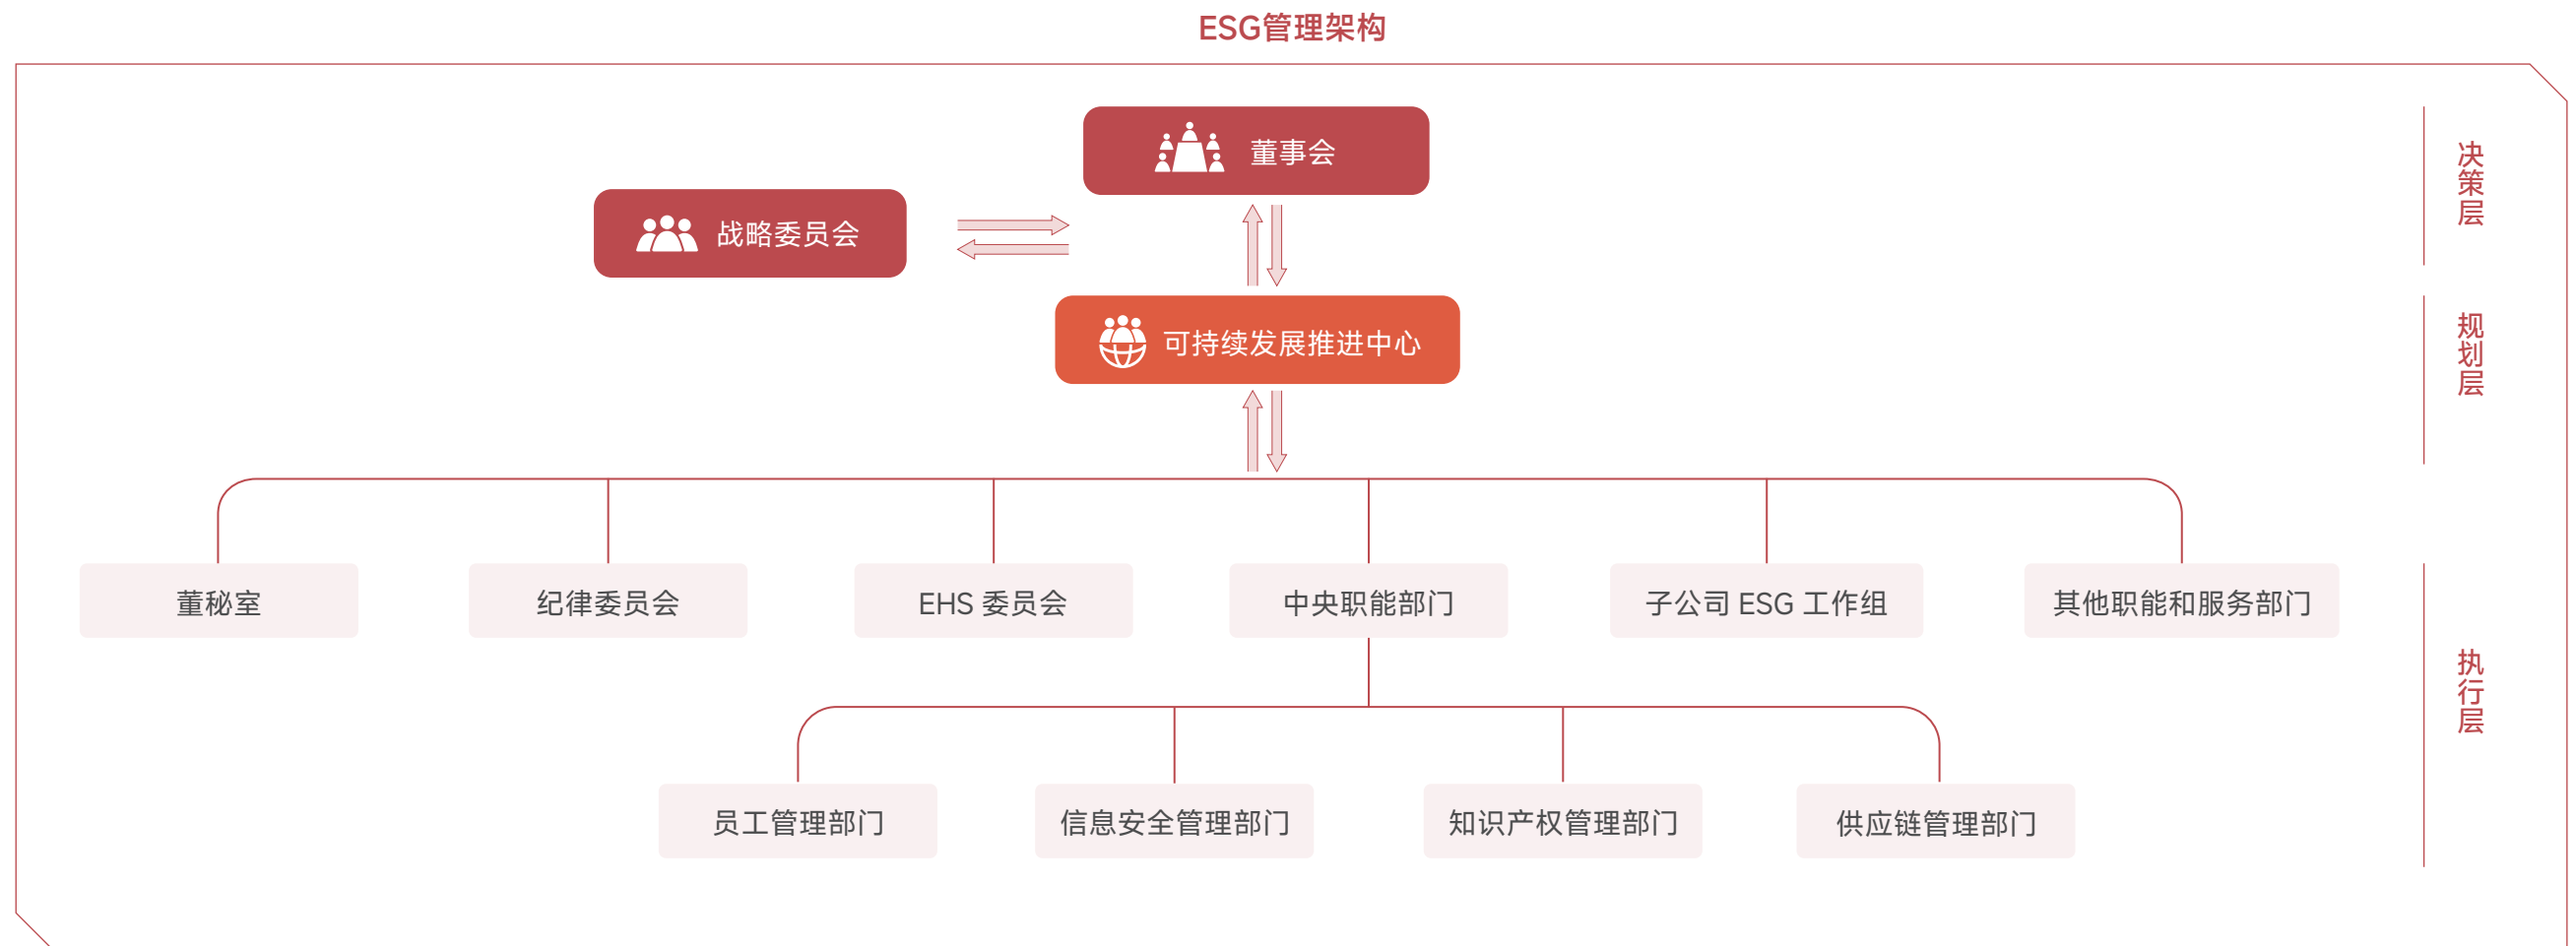 ESG管理架构
董事会
战略委员会
可持续发展推进中心
决策层
规划层
董秘室
纪律委员会
EHS 委员会
中央职能部门
子公司 ESG 工作组
其他职能和服务部门
执行层
员工管理部门
信息安全管理部门
知识产权管理部门
供应链管理部门